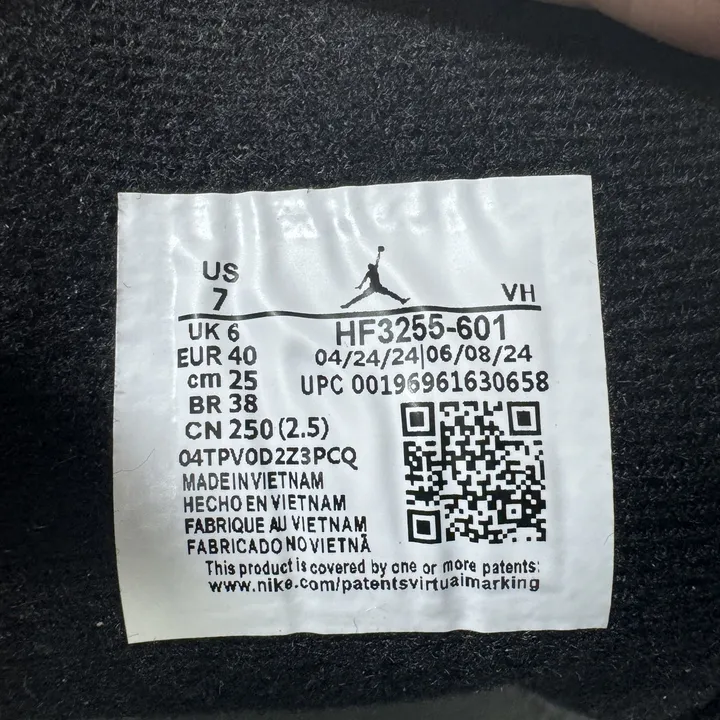 US
7
VH
UK 6
HF3255-601
EUR 40
04/24/24|06/08/24
cm 25
UPC 00196961630658
BR 38
CN 250 (2.5)
04TPV0D2Z3PCQ
MADE IN VIETNAM
HECHO EN VIETNAM
FABRIQUE AU VIETNAM
FABRICADO NO VIETNÃ
This product is covered by one or more patents:
www.nike.com/patentsvirtuaimarking